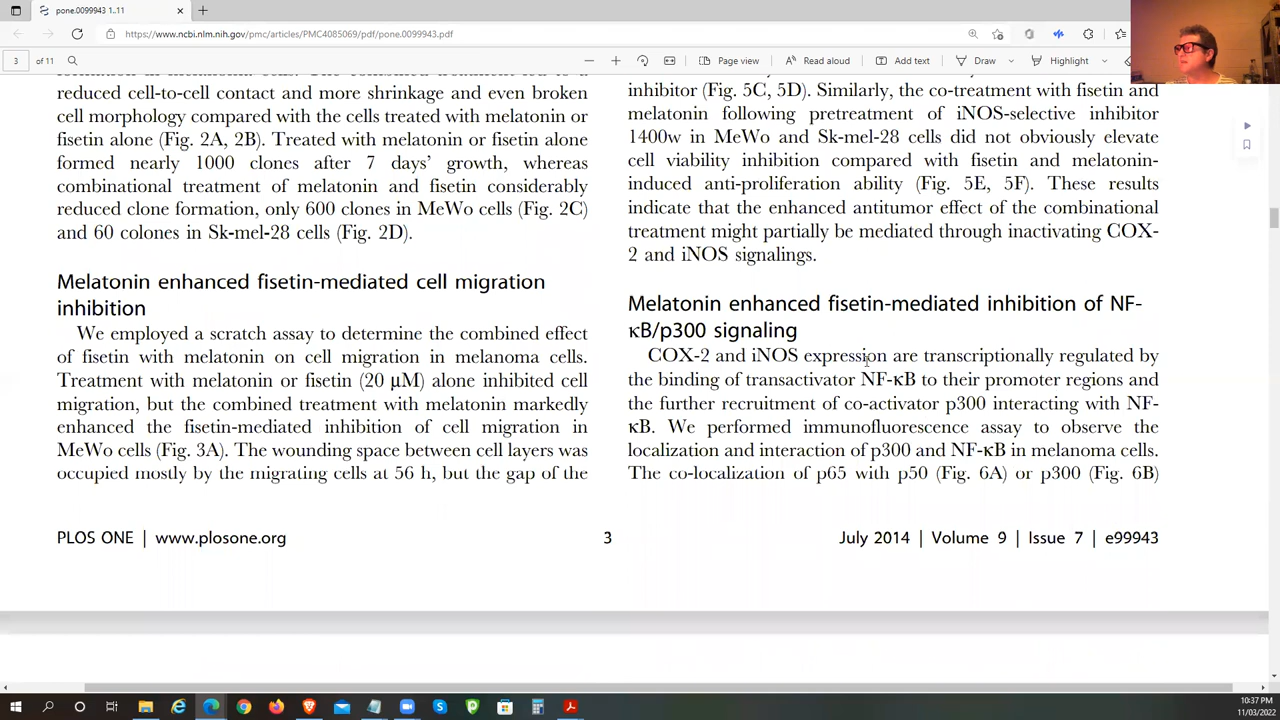 pone.0099943 1..11
https://www.ncbi.nlm.nih.gov/pmc/articles/PMC4085069/pdf/pone.0099943.pdf
3 of 11
Page view
Read aloud
Add text
Draw
Highlight
reduced cell-to-cell contact and more shrinkage and even broken
cell morphology compared with the cells treated with melatonin or
fisetin alone (Fig. 2A, 2B). Treated with melatonin or fisetin alone
formed nearly 1000 clones after 7 days' growth, whereas
combinational treatment of melatonin and fisetin considerably
reduced clone formation, only 600 clones in MeWo cells (Fig. 2C)
and 60 colones in Sk-mel-28 cells (Fig. 2D).
Melatonin enhanced fisetin-mediated cell migration
inhibition
We employed a scratch assay to determine the combined effect
of fisetin with melatonin on cell migration in melanoma cells.
Treatment with melatonin or fisetin (20 μM) alone inhibited cell
migration, but the combined treatment with melatonin markedly
enhanced the fisetin-mediated inhibition of cell migration in
MeWo cells (Fig. 3A). The wounding space between cell layers was
occupied mostly by the migrating cells at 56 h, but the gap of the
inhibitor (Fig. 5C, 5D). Similarly, the co-treatment with fisetin and
melatonin following pretreatment of iNOS-selective inhibitor
1400w in MeWo and Sk-mel-28 cells did not obviously elevate
cell viability inhibition compared with fisetin and melatonin-
induced anti-proliferation ability (Fig. 5E, 5F). These results
indicate that the enhanced antitumor effect of the combinational
treatment might partially be mediated through inactivating COX-
2 and iNOS signalings.
Melatonin enhanced fisetin-mediated inhibition of NF-
κB/p300 signaling
COX-2 and iNOS expression are transcriptionally regulated by
the binding of transactivator NF-κB to their promoter regions and
the further recruitment of co-activator p300 interacting with NF-
κB. We performed immunofluorescence assay to observe the
localization and interaction of p300 and NF-κB in melanoma cells.
The co-localization of p65 with p50 (Fig. 6A) or p300 (Fig. 6B)
PLOS ONE | www.plosone.org
3
July 2014 | Volume 9 | Issue 7 | e99943
10:37 PM
11/03/2022